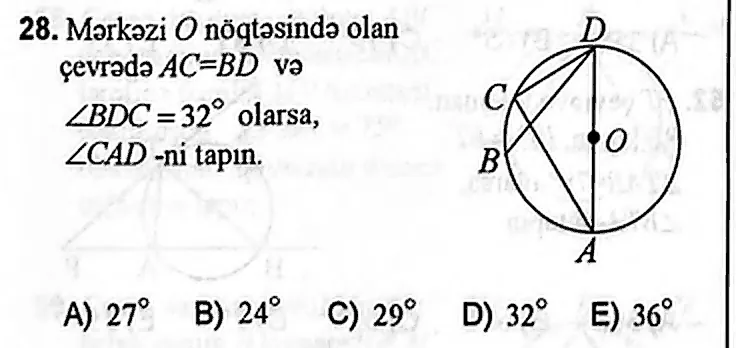 28. Mərkəzi O nöqtəsində olan
çevrədə AC=BD və
∠BDC = 32° olarsa,
∠CAD -ni tapın.
D
C
B
O
A
A) 27° B) 24° C) 29° D) 32° E) 36°